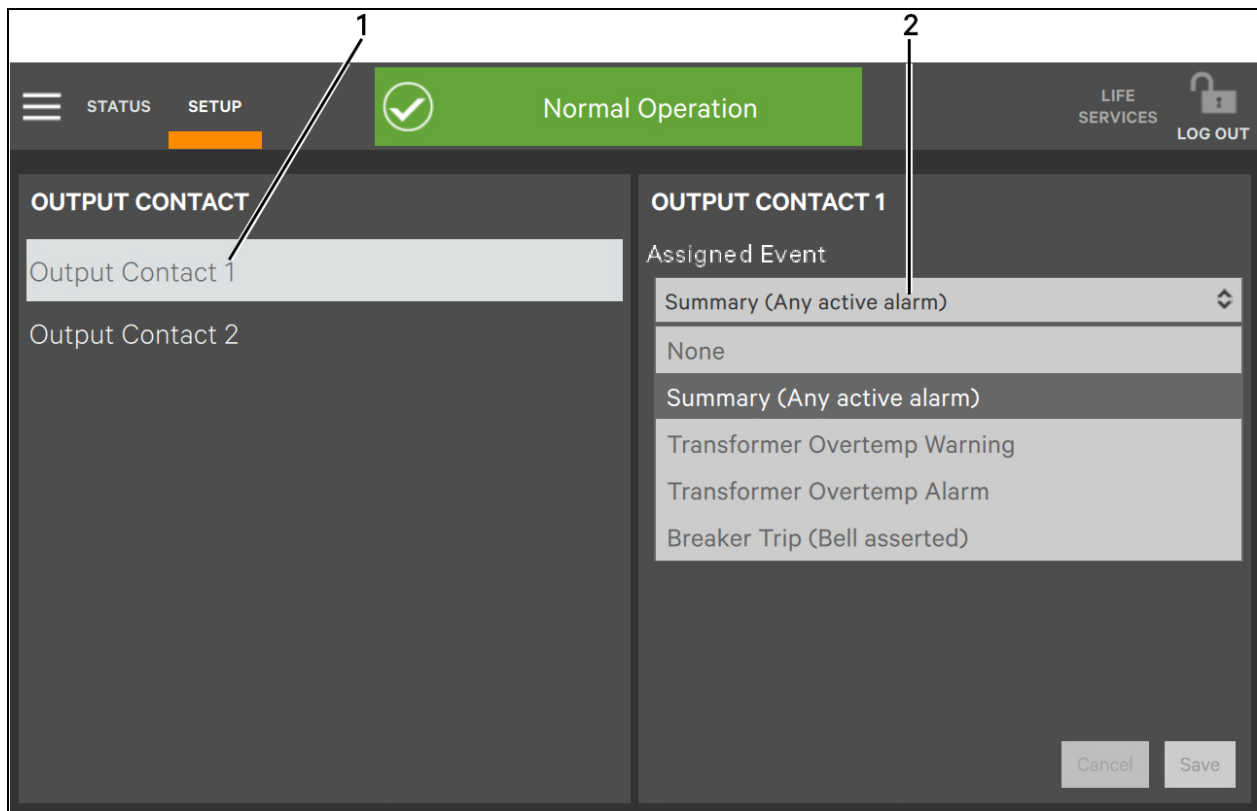 1 2
STATUS SETUP Normal Operation LIFE SERVICES LOG OUT
OUTPUT CONTACT
Output Contact 1
Output Contact 2
OUTPUT CONTACT 1
Assigned Event
Summary (Any active alarm)
None
Summary (Any active alarm)
Transformer Overtemp Warning
Transformer Overtemp Alarm
Breaker Trip (Bell asserted)
Cancel Save